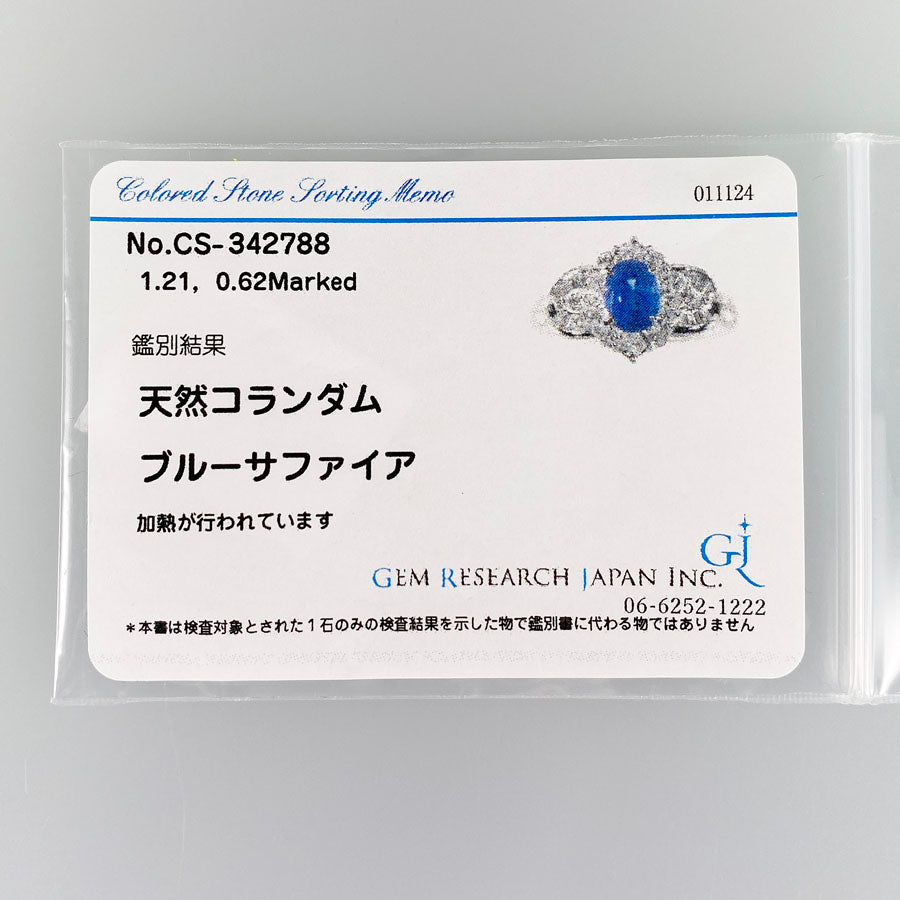 Colored Stone Sorting Memo 011124
No.CS-342788
1.21, 0.62Marked
鑑別結果
天然コランダム
ブルーサファイア
加熱が行われています
GJ
GEM RESEARCH JAPAN INC.
06-6252-1222
*本書は検査対象とされた1石のみの検査結果を示した物で鑑別書に代わる物ではありません